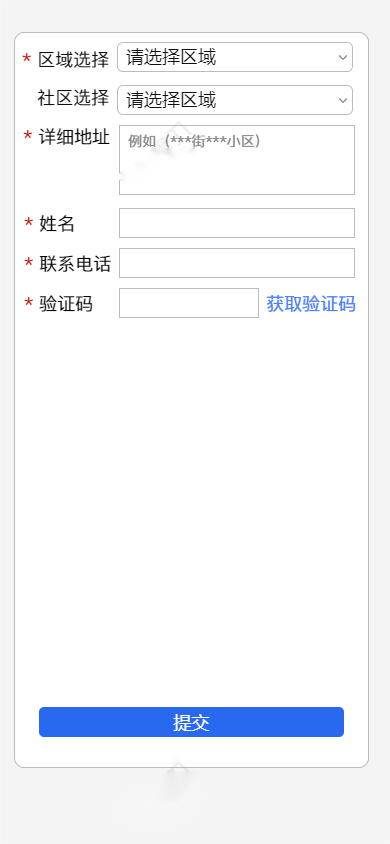 * 区域选择 请选择区域
社区选择 请选择区域
* 详细地址 例如（***街***小区）
* 姓名
* 联系电话
* 验证码 获取验证码
提交